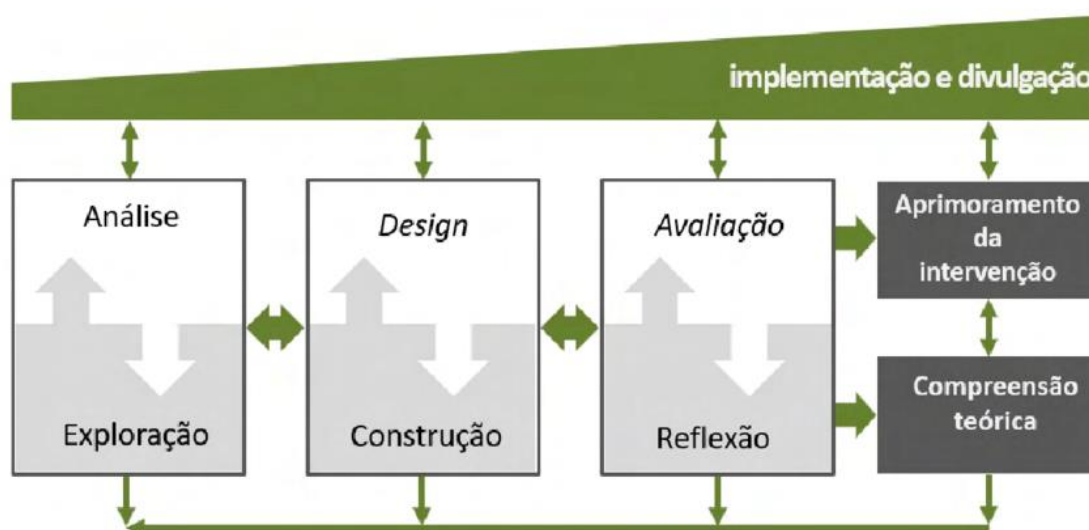 implementação e divulgação
Análise
Exploração
Design
Construção
Avaliação
Reflexão
Aprimoramento
da
intervenção
Compreensão
teórica